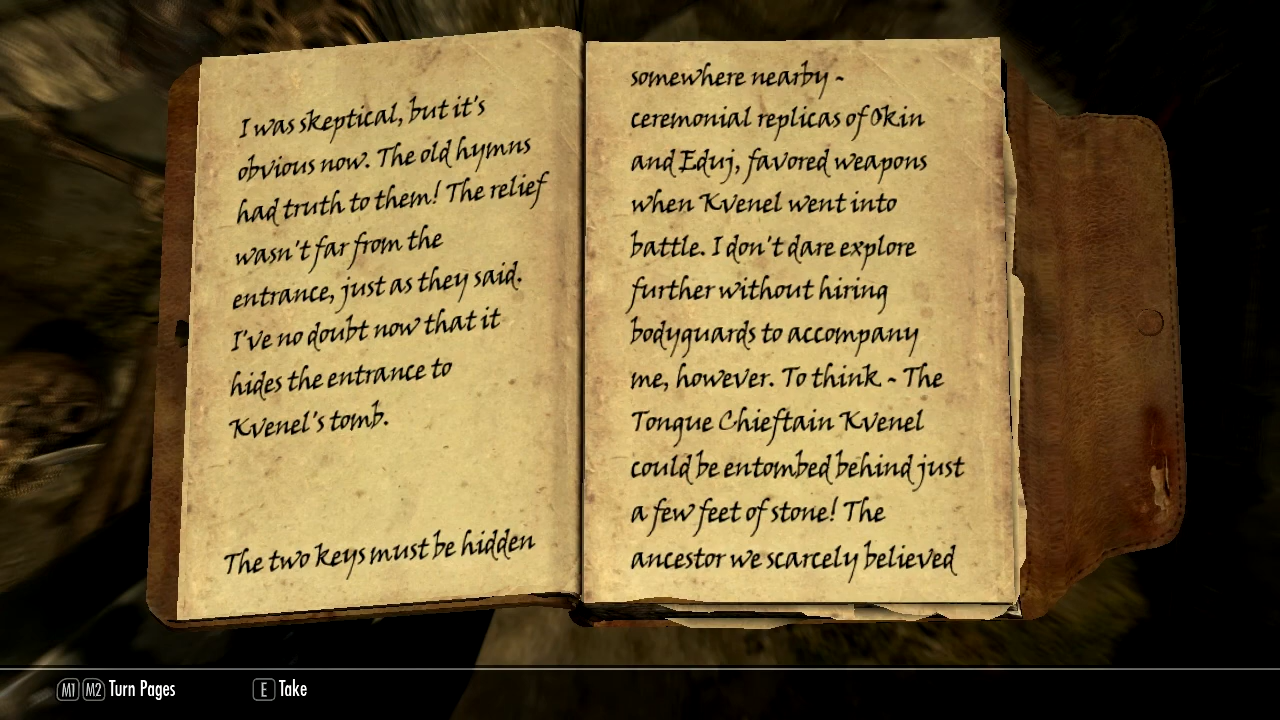 I was skeptical, but it's
obvious now. The old hymns
had truth to them! The relief
wasn't far from the
entrance, just as they said.
I've no doubt now that it
hides the entrance to
Kvenel's tomb.
The two keys must be hidden
somewhere nearby -
ceremonial replicas of Okin
and Eduj, favored weapons
when Kvenel went into
battle. I don't dare explore
further without hiring
bodyguards to accompany
me, however. To think - The
Tongue Chieftain Kvenel
could be entombed behind just
a few feet of stone! The
ancestor we scarcely believed
M1 M2 Turn Pages
E Take